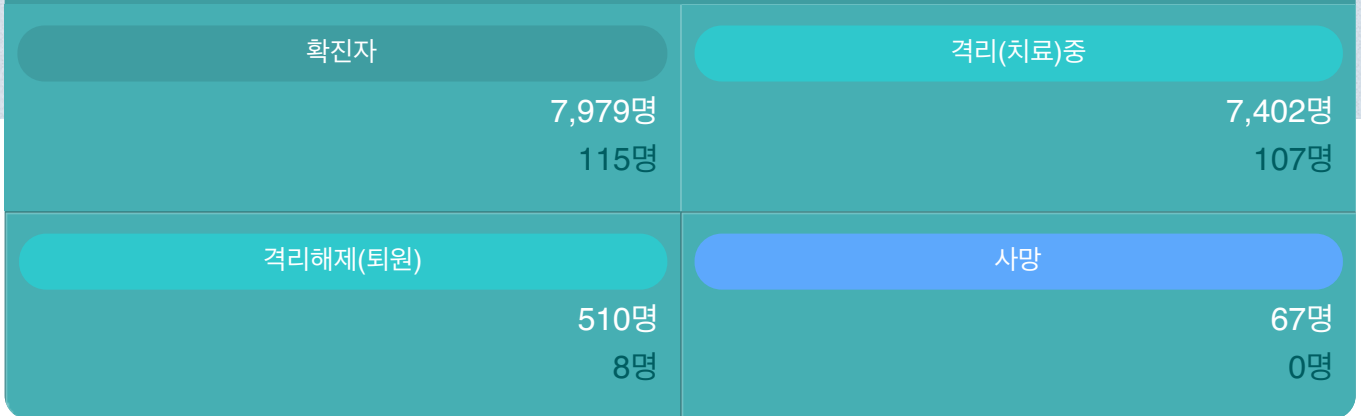 확진자
7,979명
115명
격리(치료)중
7,402명
107명
격리해제(퇴원)
510명
8명
사망
67명
0명